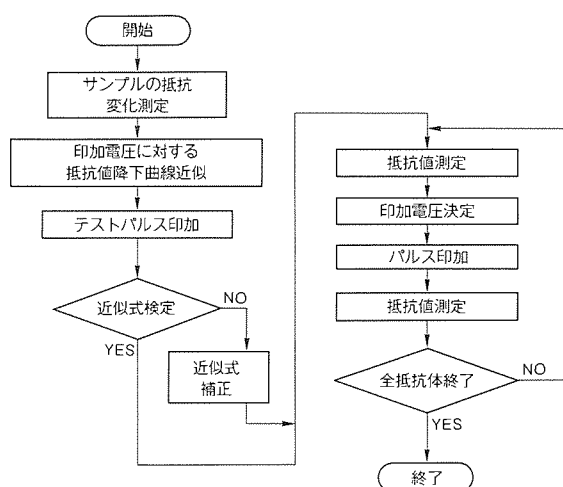 開始
サンプルの抵抗
変化測定
印加電圧に対する
抵抗値降下曲線近似
テストパルス印加
近似式検定
NO
YES
近似式
補正
抵抗値測定
印加電圧決定
パルス印加
抵抗値測定
全抵抗体終了
NO
YES
終了